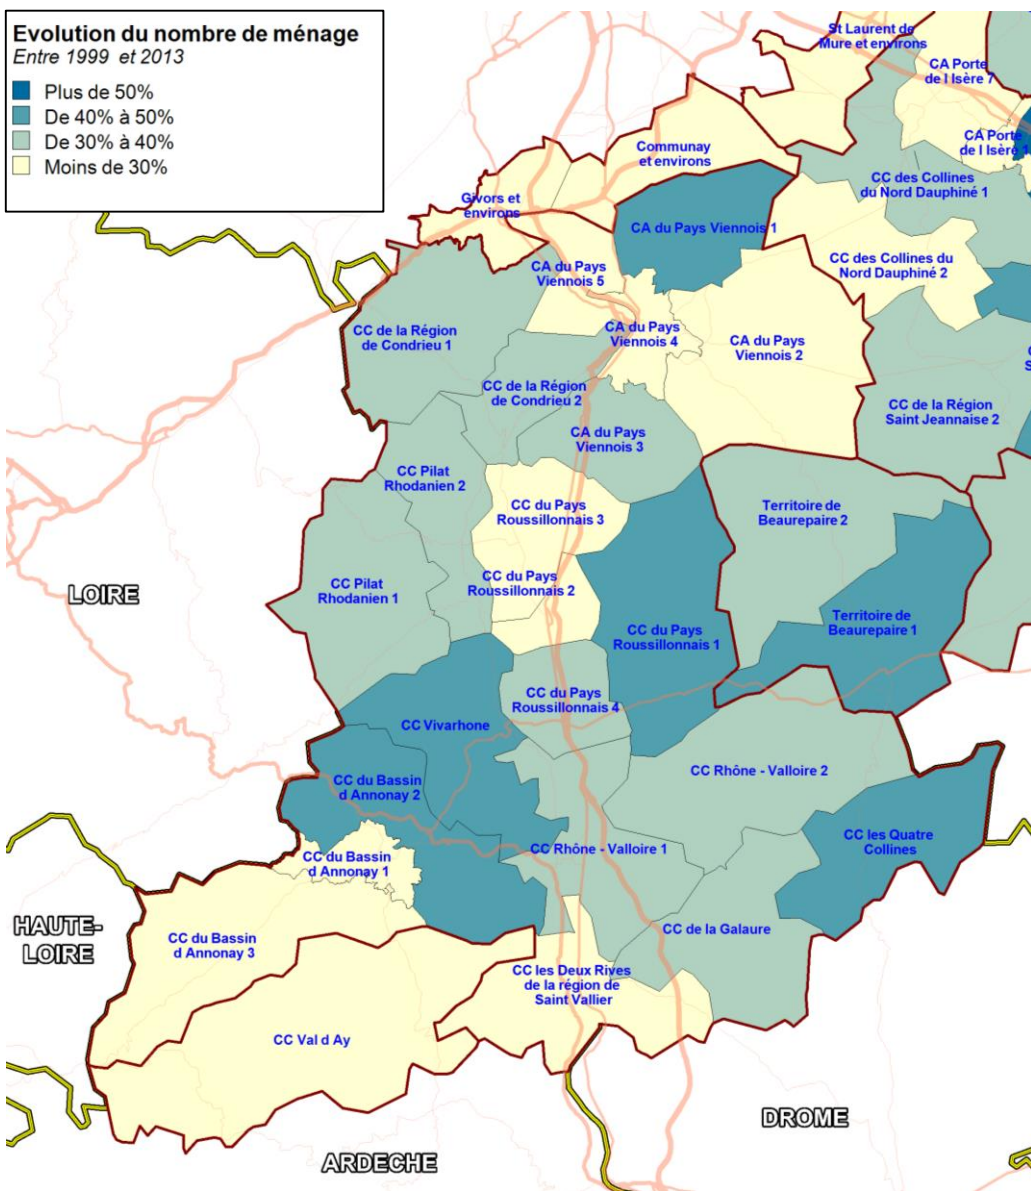 Evolution du nombre de ménage
Entre 1999 et 2013
Plus de 50%
De 40% à 50%
De 30% à 40%
Moins de 30%
St Laurent de
Mure et environs
CA Porte
de l Isère 7
CA Porte
de l Isère 1
Communay
et environs
CC des Collines
du Nord Dauphiné 1
Givors et
environs
CA du Pays Viennois 1
CC des Collines du
Nord Dauphiné 2
CA du Pays
Viennois 5
CC de la Région
de Condrieu 1
CA du Pays
Viennois 4
CA du Pays
Viennois 2
CC de la Région
de Condrieu 2
CC de la Région
Saint Jeannaise 2
CA du Pays
Viennois 3
CC Pilat
Rhodanien 2
CC du Pays
Roussillonnais 3
Territoire de
Beaurepaire 2
LOIRE
CC Pilat
Rhodanien 1
CC du Pays
Roussillonnais 2
Territoire de
Beaurepaire 1
CC du Pays
Roussillonnais 1
CC du Pays
Roussillonnais 4
CC Vivarhone
CC Rhône - Valloire 2
CC du Bassin
d Annonay 2
CC les Quatre
Collines
CC Rhône - Valloire 1
CC du Bassin
d Annonay 1
HAUTE-
LOIRE
CC du Bassin
d Annonay 3
CC de la Galaure
CC les Deux Rives
de la région de
Saint Vallier
CC Val d Ay
DROME
ARDECHE